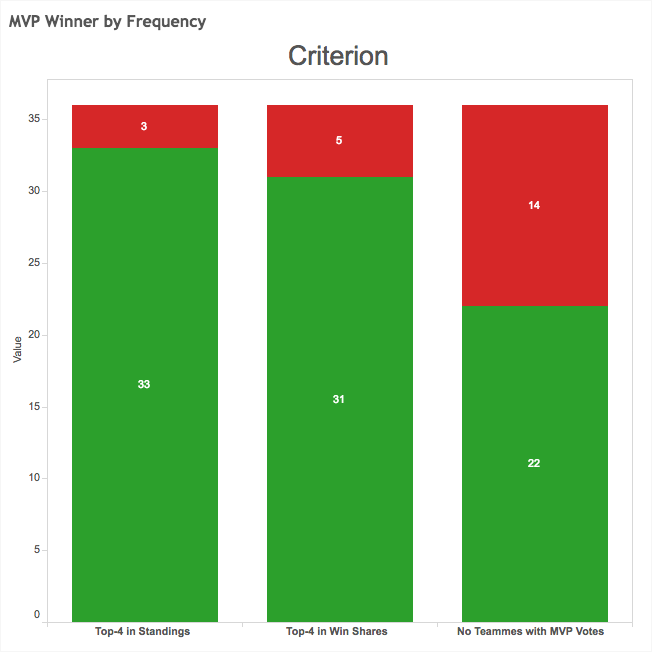 MVP Winner by Frequency
Criterion
35
30
25
20
15
10
5
0
Value
3
5
14
33
31
22
Top-4 in Standings
Top-4 in Win Shares
No Teammes with MVP Votes